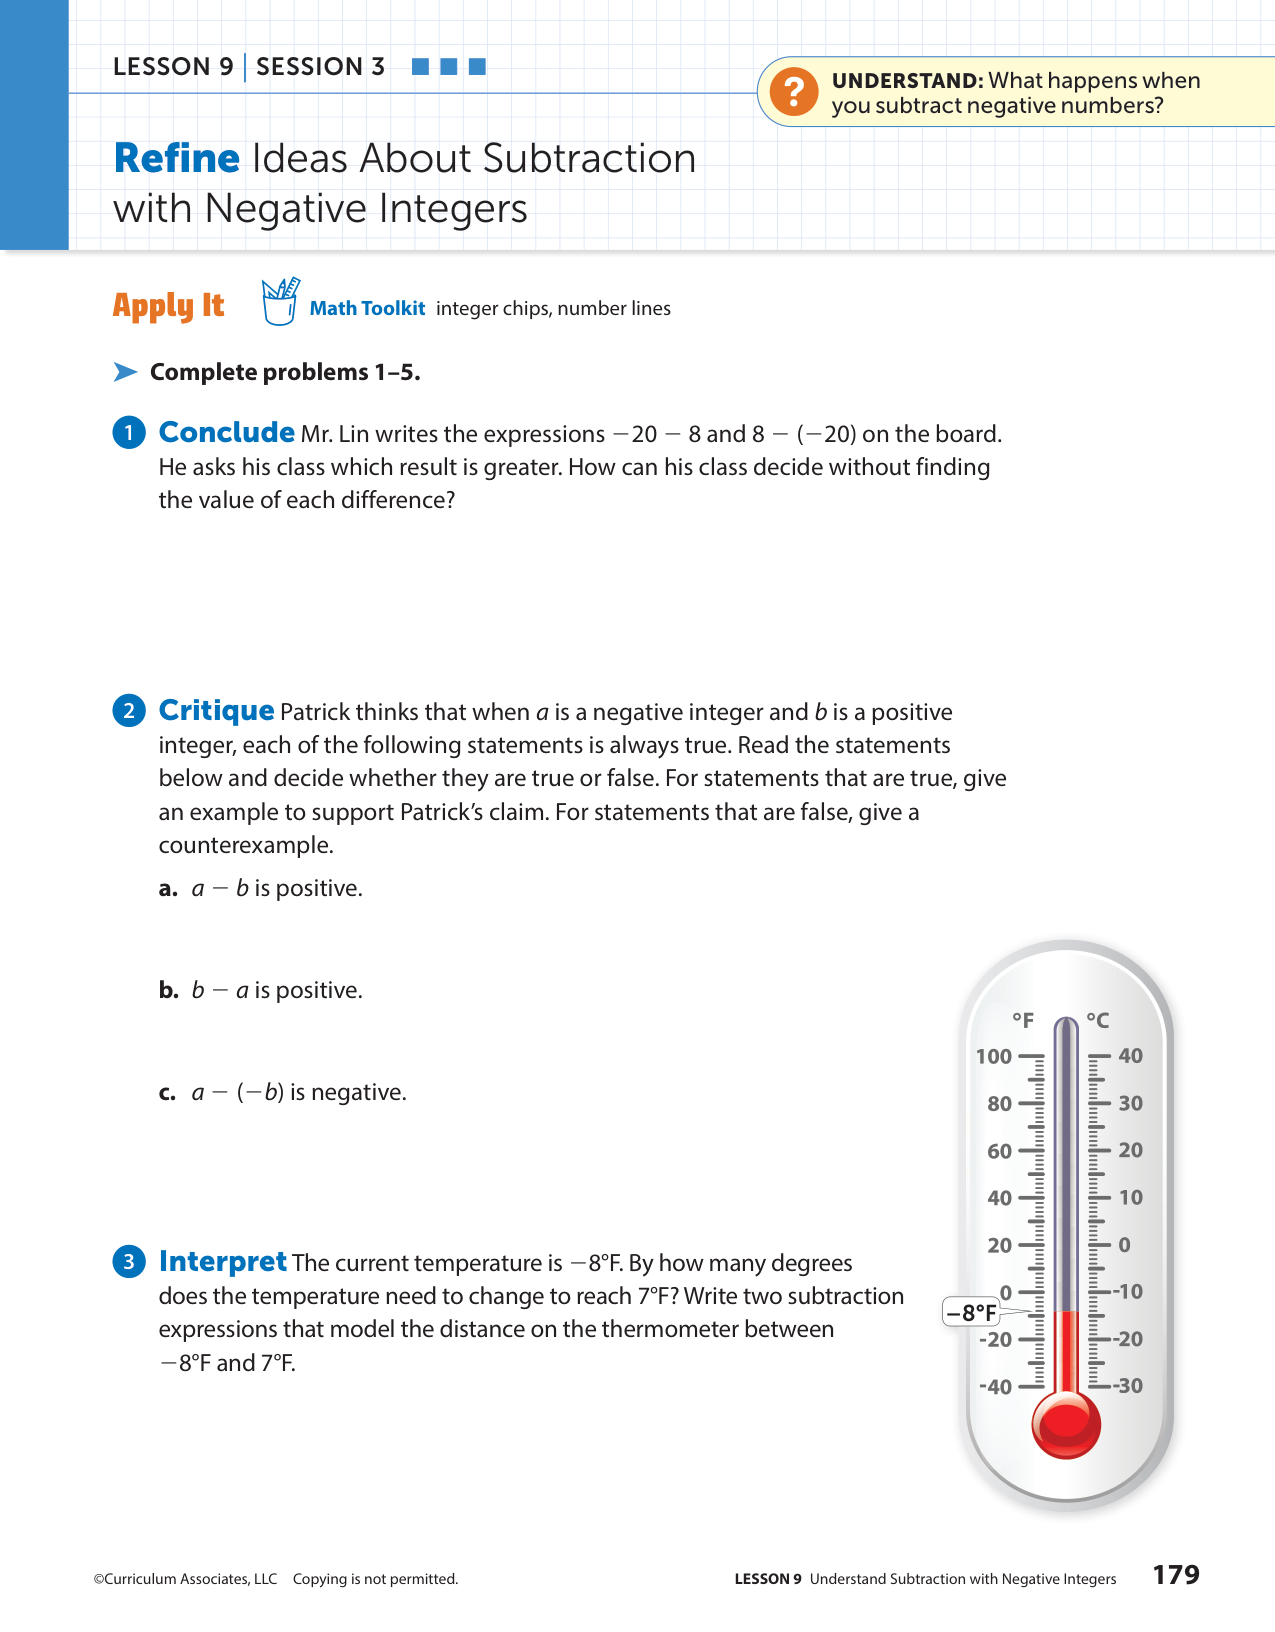 LESSON 9 | SESSION 3
? UNDERSTAND: What happens when
you subtract negative numbers?
Refine Ideas About Subtraction
with Negative Integers
Apply It Math Toolkit integer chips, number lines
Complete problems 1–5.
1 Conclude Mr. Lin writes the expressions −20 − 8 and 8 − (−20) on the board.
He asks his class which result is greater. How can his class decide without finding
the value of each difference?
2 Critique Patrick thinks that when a is a negative integer and b is a positive
integer, each of the following statements is always true. Read the statements
below and decide whether they are true or false. For statements that are true, give
an example to support Patrick’s claim. For statements that are false, give a
counterexample.
a. a − b is positive.
b. b − a is positive.
c. a − (−b) is negative.
3 Interpret The current temperature is −8°F. By how many degrees
does the temperature need to change to reach 7°F? Write two subtraction
expressions that model the distance on the thermometer between
−8°F and 7°F.
°F °C
100 40
80 30
60 20
40 10
20 0
0 -10
−8°F
-20 -20
-40 -30
©Curriculum Associates, LLC Copying is not permitted.
LESSON 9 Understand Subtraction with Negative Integers 179